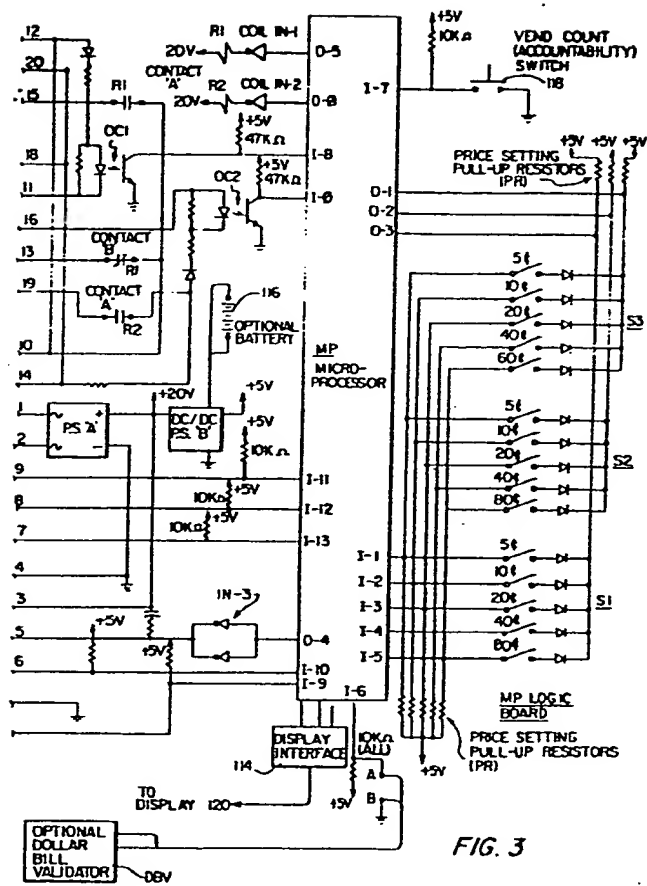 12
20
15
18
11
16
13
19
10
14
1
2
9
8
7
4
3
5
6
R1
OC1
CONTACT
"B"
R1
CONTACT
"A"
R2
R1
COIL IN-1
20V
CONTACT
"A"
R2
COIL IN-2
20V
+5V
47KΩ
+5V
47KΩ
OC2
116
OPTIONAL
BATTERY
+20V
P.S. "A"
+
−
DC/DC
P.S. "B"
+5V
+5V
10KΩ
10KΩ
+5V
+5V
10KΩ
IN-3
+5V
+5V
O-5
O-8
I-8
I-11
I-12
I-13
O-4
I-10
I-9
MP
MICRO-
PROCESSOR
I-7
O-1
O-2
O-3
I-1
I-2
I-3
I-4
I-5
I-6
+5V
10KΩ
VEND COUNT
(ACCOUNTABILITY)
SWITCH
118
+5V +5V +5V
PRICE SETTING
PULL-UP RESISTORS
(PR)
5¢
10¢
20¢
40¢
60¢
S3
5¢
10¢
20¢
40¢
80¢
S2
5¢
10¢
20¢
40¢
80¢
S1
MP LOGIC
BOARD
PRICE SETTING
PULL-UP RESISTORS
(PR)
+5V
DISPLAY
INTERFACE
114
10KΩ
(ALL)
A
B
+5V
TO
DISPLAY 120
OPTIONAL
DOLLAR
BILL
VALIDATOR
DBV
FIG. 3